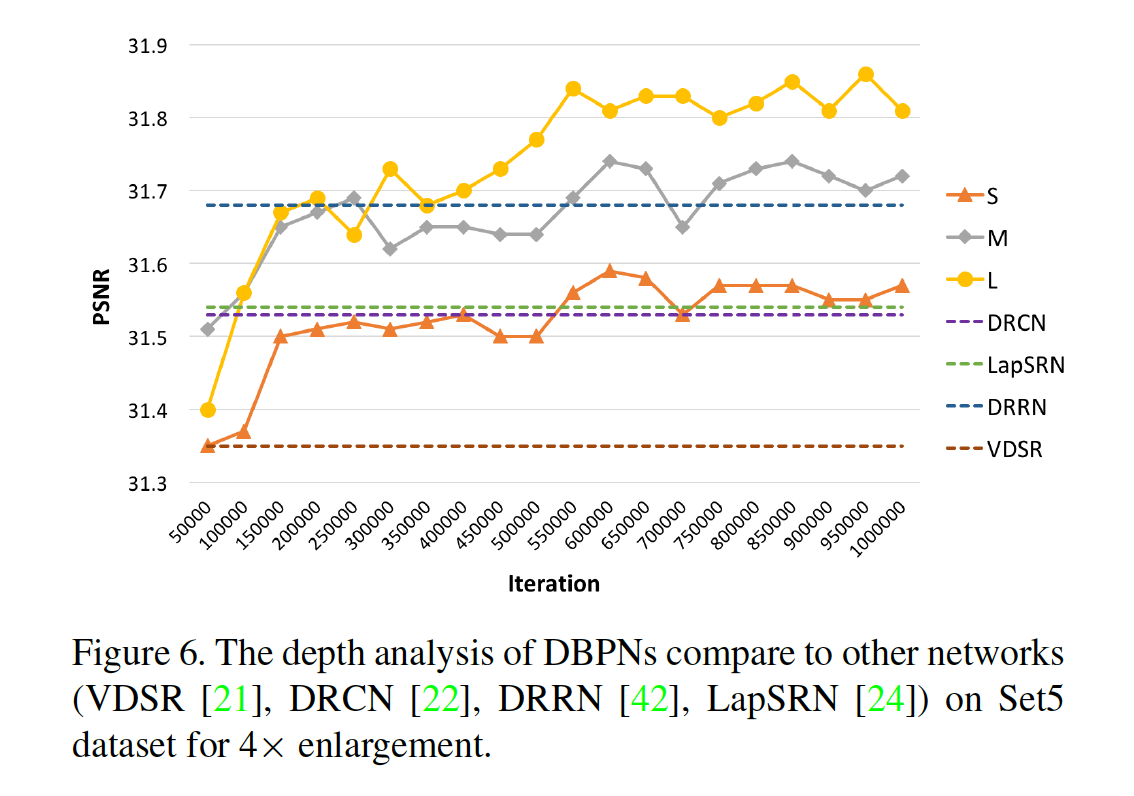 31.9
31.8
31.7
31.6
31.5
31.4
31.3
PSNR
50000
100000
150000
200000
250000
300000
350000
400000
450000
500000
550000
600000
650000
700000
750000
800000
850000
900000
950000
1000000
Iteration
S
M
L
DRCN
LapSRN
DRRN
VDSR
Figure 6. The depth analysis of DBPNs compare to other networks
(VDSR [21], DRCN [22], DRRN [42], LapSRN [24]) on Set5
dataset for 4× enlargement.